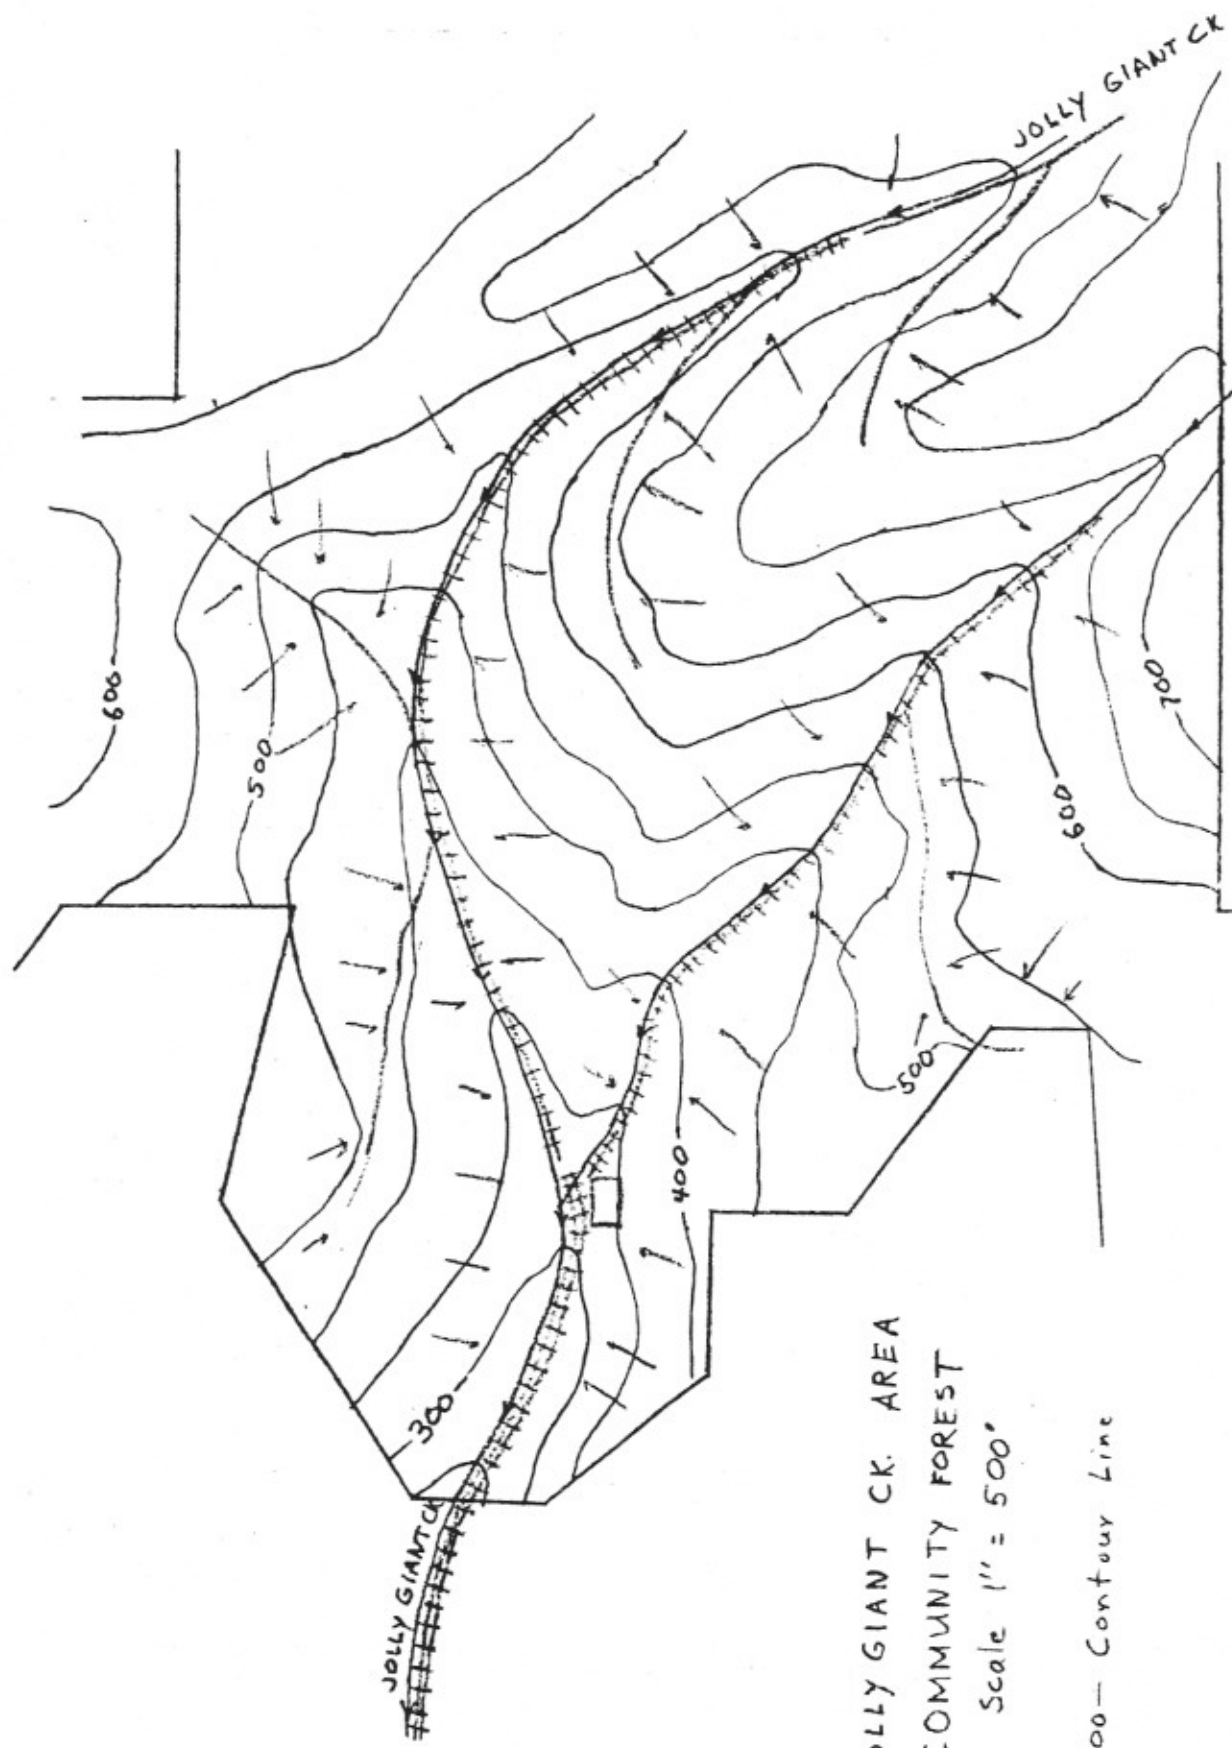 JOLLY GIANT CK
600
500
700
600
500
400
300
JOLLY GIANT CK
OLLY GIANT CK. AREA
COMMUNITY FOREST
Scale 1" = 500'
00— Contour Line